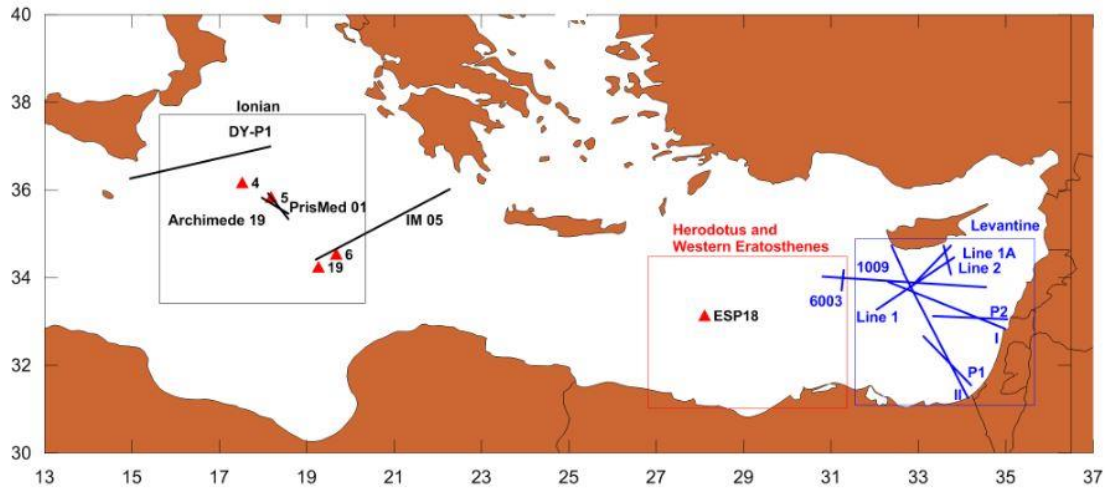 40
38
36
34
32
30
13
15
17
19
21
23
25
27
29
31
33
35
37
Ionian
DY-P1
4
5
PrisMed 01
Archimede 19
IM 05
6
19
Herodotus and
Western Eratosthenes
ESP18
6003
Levantine
Line 1A
Line 2
1009
Line 1
P2
I
P1
II